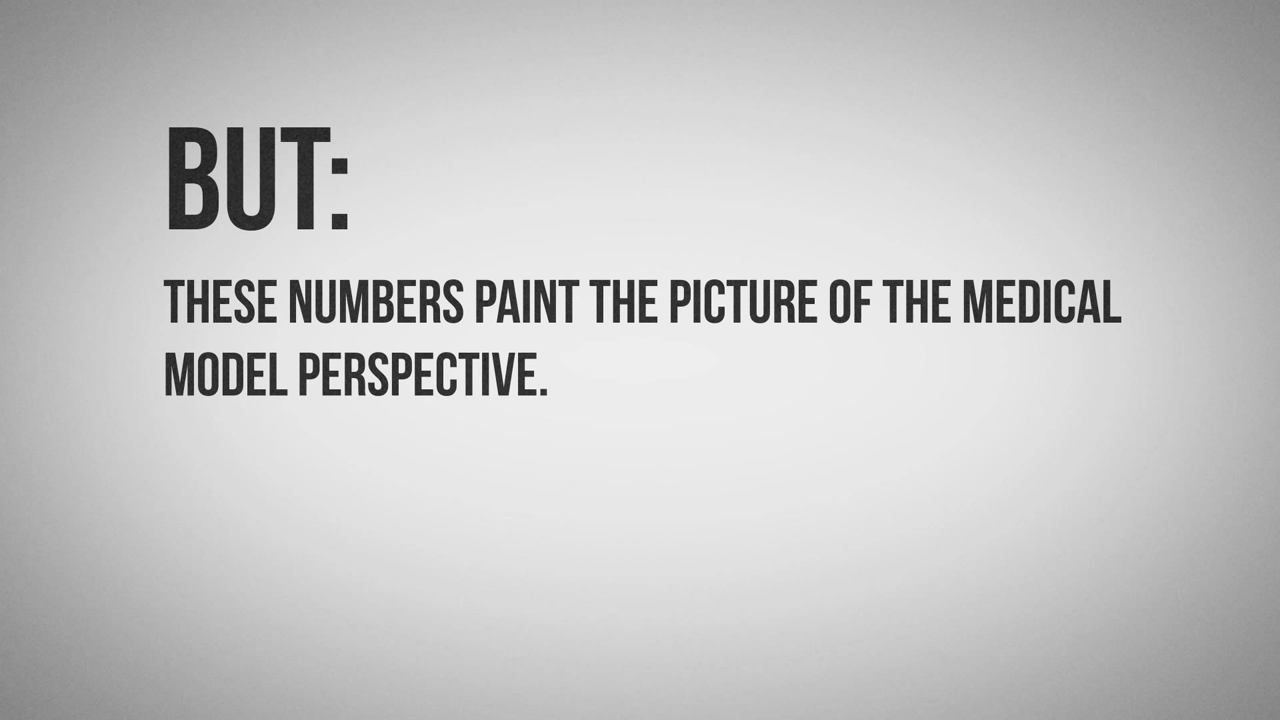 BUT:
THESE NUMBERS PAINT THE PICTURE OF THE MEDICAL
MODEL PERSPECTIVE.